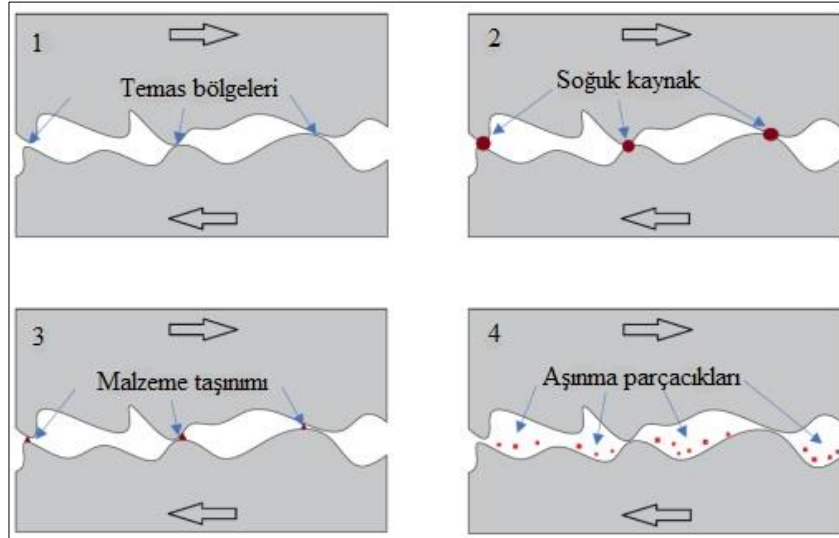 1
Temas bölgeleri
2
Soğuk kaynak
3
Malzeme taşınımı
4
Aşınma parçacıkları